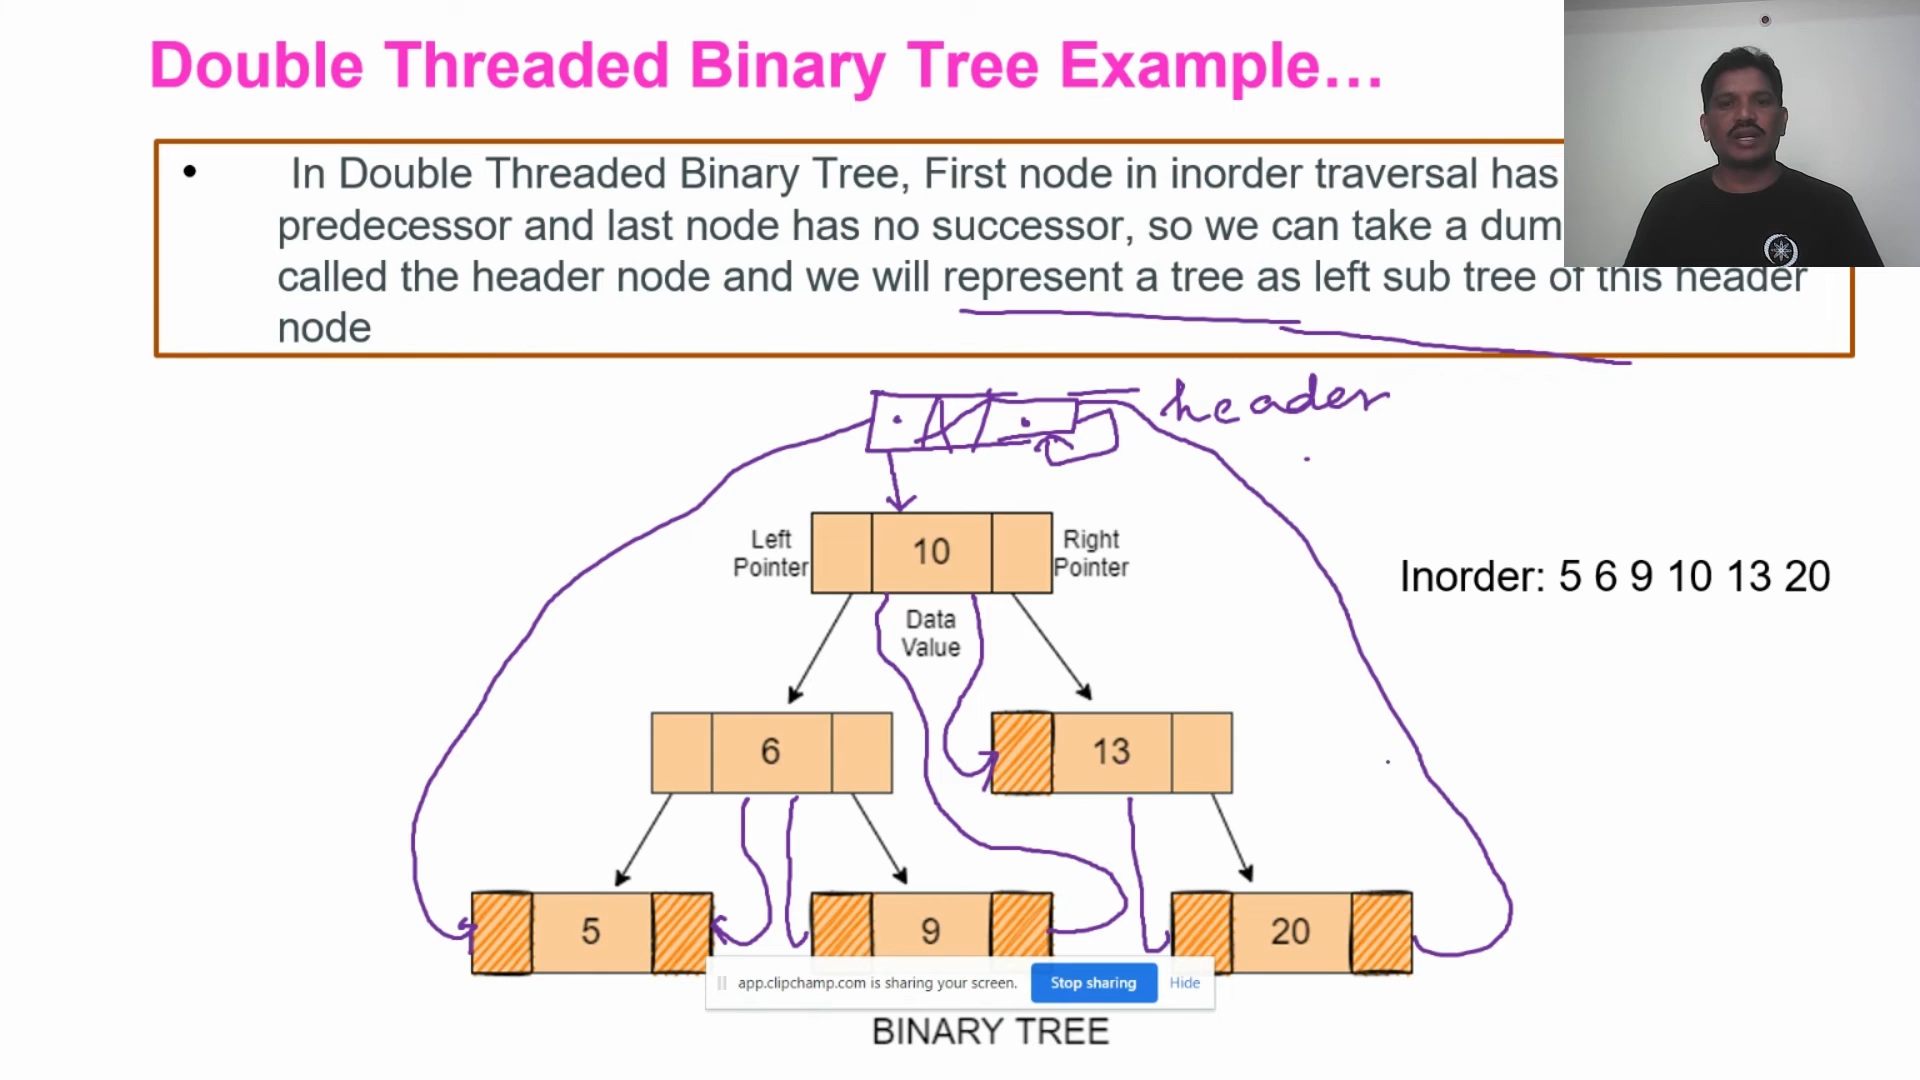 Double Threaded Binary Tree Example...
• In Double Threaded Binary Tree, First node in inorder traversal has
predecessor and last node has no successor, so we can take a dum
called the header node and we will represent a tree as left sub tree of this header
node
header
Left
Pointer
10
Right
Pointer
Data
Value
Inorder: 5 6 9 10 13 20
6
13
5
9
20
app.clipchamp.com is sharing your screen. Stop sharing Hide
BINARY TREE